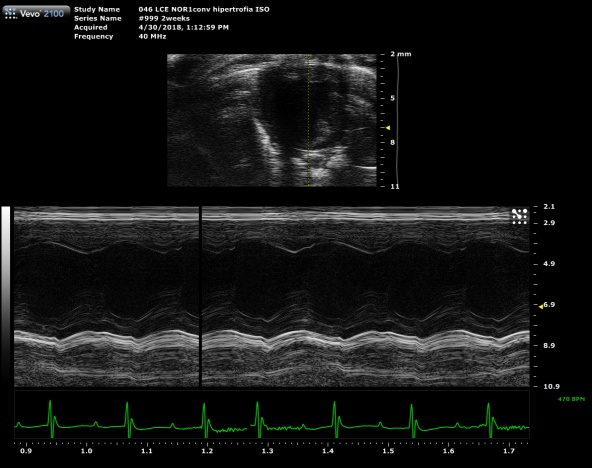 Vevo 2100
Study Name 046 LCE NOR1conv hipertrofia ISO
Series Name #999 2weeks
Acquired 4/30/2018, 1:12:59 PM
Frequency 40 MHz
2 mm
5
8
11
2.1
2.9
4.9
6.9
8.9
10.9
470 BPM
0.9 1.0 1.1 1.2 1.3 1.4 1.5 1.6 1.7